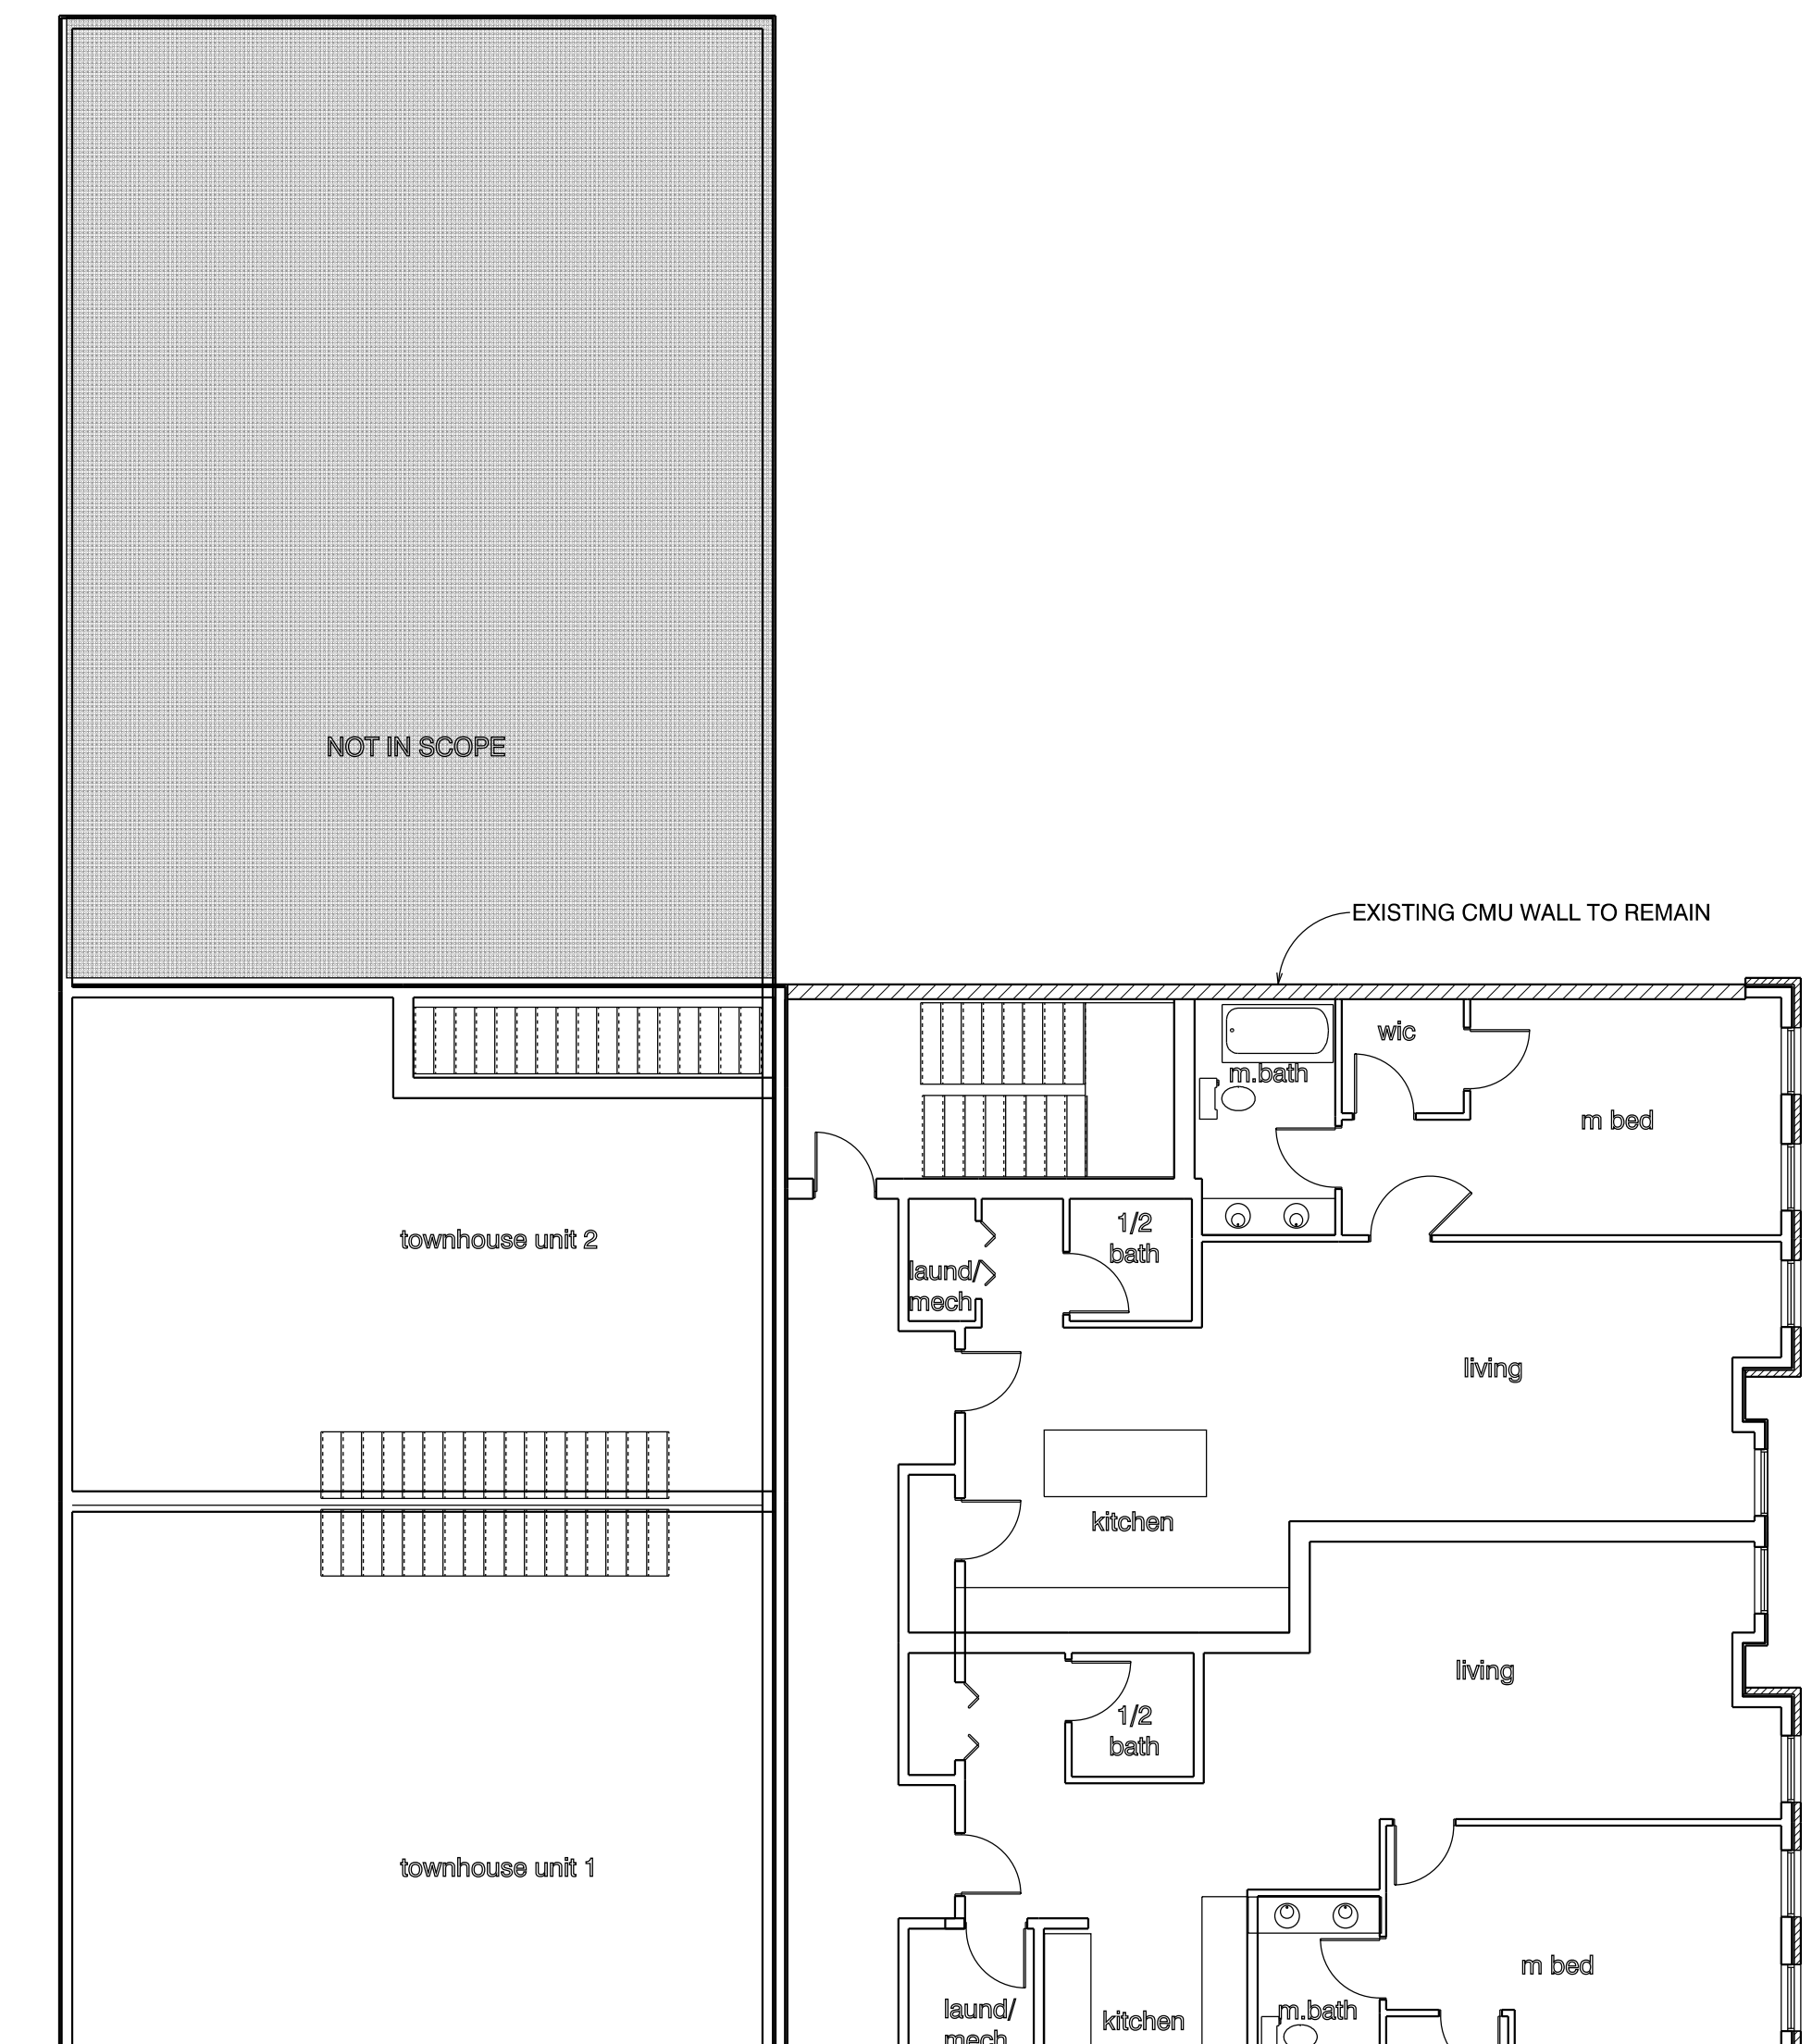 NOT IN SCOPE
EXISTING CMU WALL TO REMAIN
wic
m.bath
m bed
townhouse unit 2
1/2
bath
laund/
mech
living
kitchen
living
1/2
bath
townhouse unit 1
m bed
laund/
mech
kitchen
m.bath